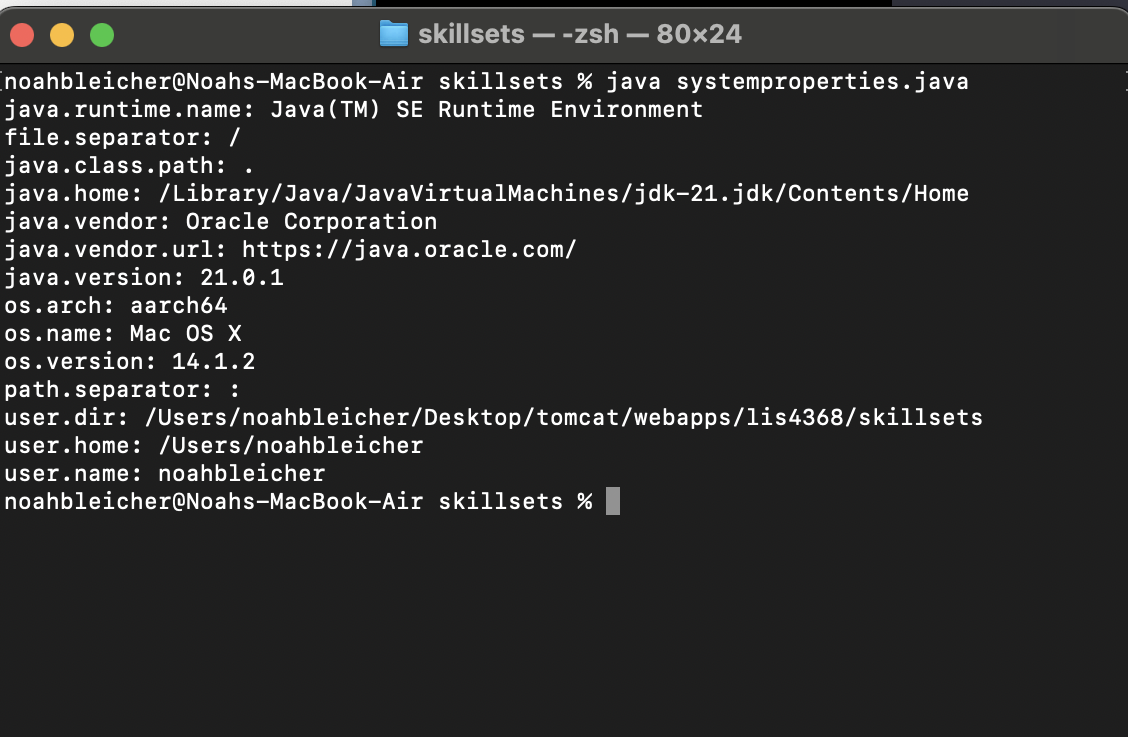 skillsets — -zsh — 80×24
noahbleicher@Noahs-MacBook-Air skillsets % java systemproperties.java
java.runtime.name: Java(TM) SE Runtime Environment
file.separator: /
java.class.path: .
java.home: /Library/Java/JavaVirtualMachines/jdk-21.jdk/Contents/Home
java.vendor: Oracle Corporation
java.vendor.url: https://java.oracle.com/
java.version: 21.0.1
os.arch: aarch64
os.name: Mac OS X
os.version: 14.1.2
path.separator: :
user.dir: /Users/noahbleicher/Desktop/tomcat/webapps/lis4368/skillsets
user.home: /Users/noahbleicher
user.name: noahbleicher
noahbleicher@Noahs-MacBook-Air skillsets %